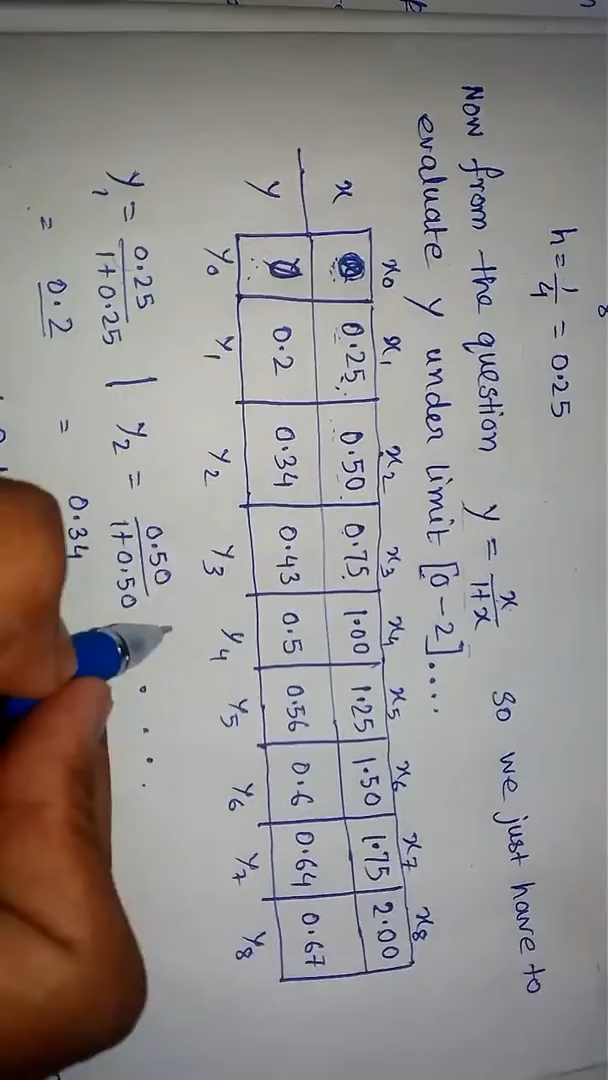 h = 1/4 = 0.25
Now from the question y = x/1+x so we just have to
evaluate y under limit [0-2]....
x0 x1 x2 x3 x4 x5 x6 x7 x8
x 0.25 0.50 0.75 1.00 1.25 1.50 1.75 2.00
y 0 0.2 0.34 0.43 0.5 0.56 0.6 0.64 0.67
y0 y1 y2 y3 y4 y5 y6 y7 y8
y1 = 0.25/1+0.25 | y2 = 0.50/1+0.50 .....
= 0.2 = 0.34